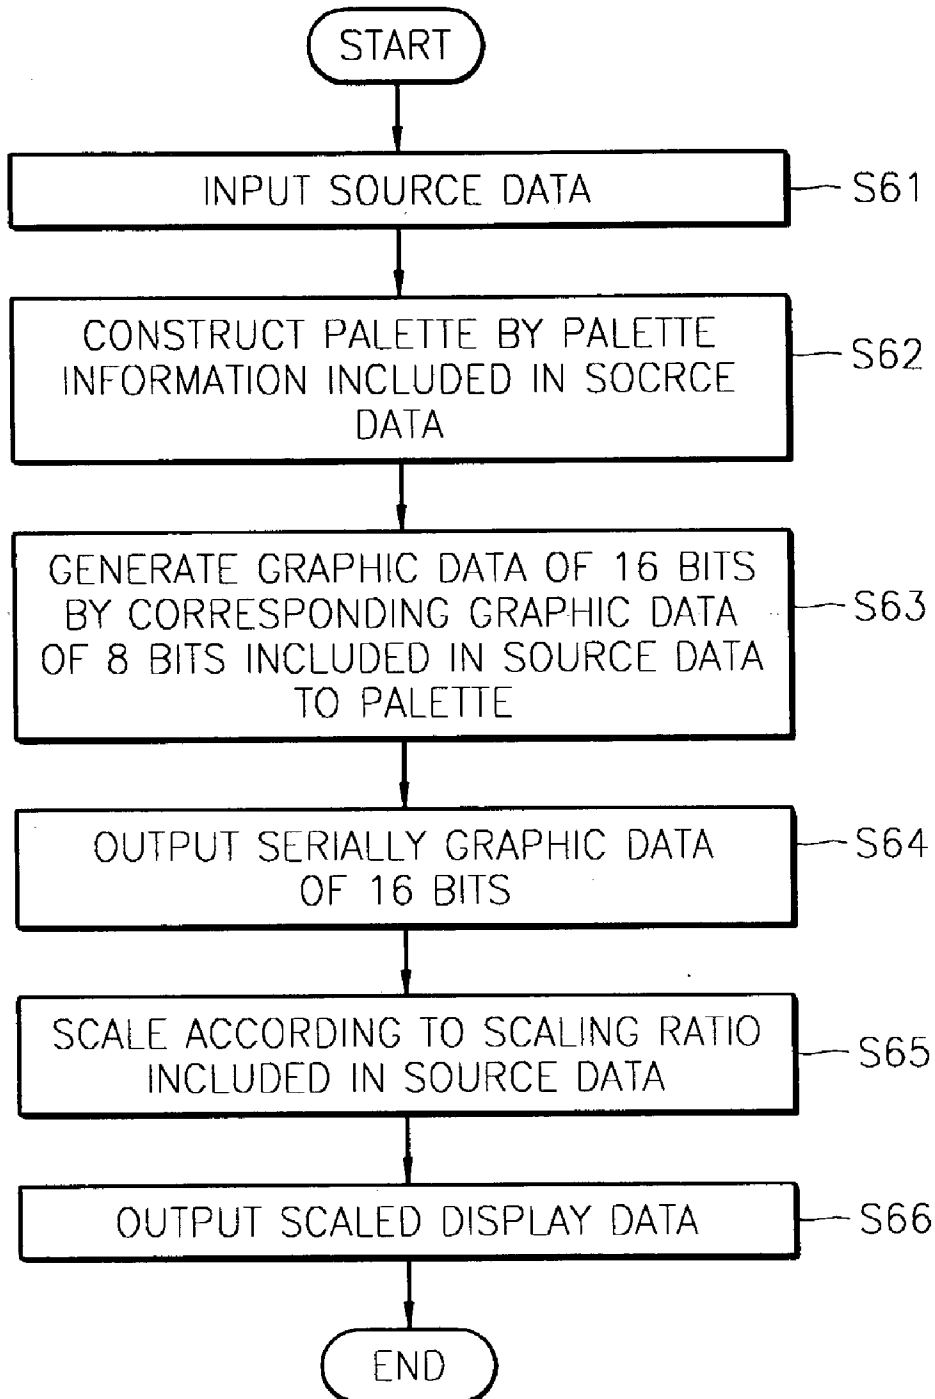 START
INPUT SOURCE DATA
S61
CONSTRUCT PALETTE BY PALETTE
INFORMATION INCLUDED IN SOCRCE
DATA
S62
GENERATE GRAPHIC DATA OF 16 BITS
BY CORRESPONDING GRAPHIC DATA
OF 8 BITS INCLUDED IN SOURCE DATA
TO PALETTE
S63
OUTPUT SERIALLY GRAPHIC DATA
OF 16 BITS
S64
SCALE ACCORDING TO SCALING RATIO
INCLUDED IN SOURCE DATA
S65
OUTPUT SCALED DISPLAY DATA
S66
END